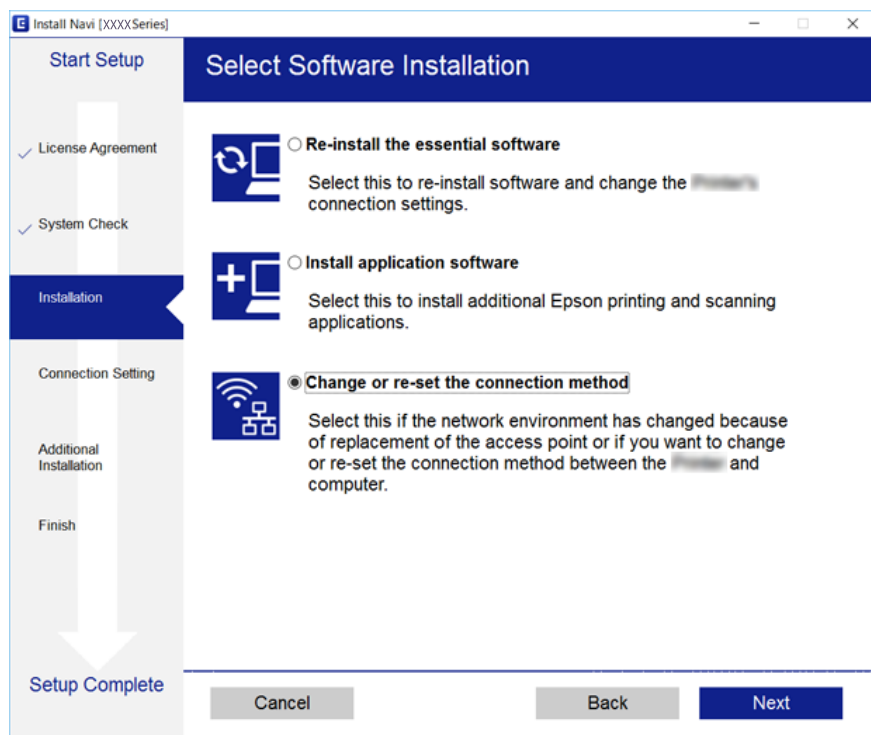 Install Navi [XXXX Series]
Start Setup
License Agreement
System Check
Installation
Connection Setting
Additional
Installation
Finish
Setup Complete
Select Software Installation
Re-install the essential software
Select this to re-install software and change the
connection settings.
Install application software
Select this to install additional Epson printing and scanning
applications.
Change or re-set the connection method
Select this if the network environment has changed because
of replacement of the access point or if you want to change
or re-set the connection method between the and
computer.
Cancel
Back
Next